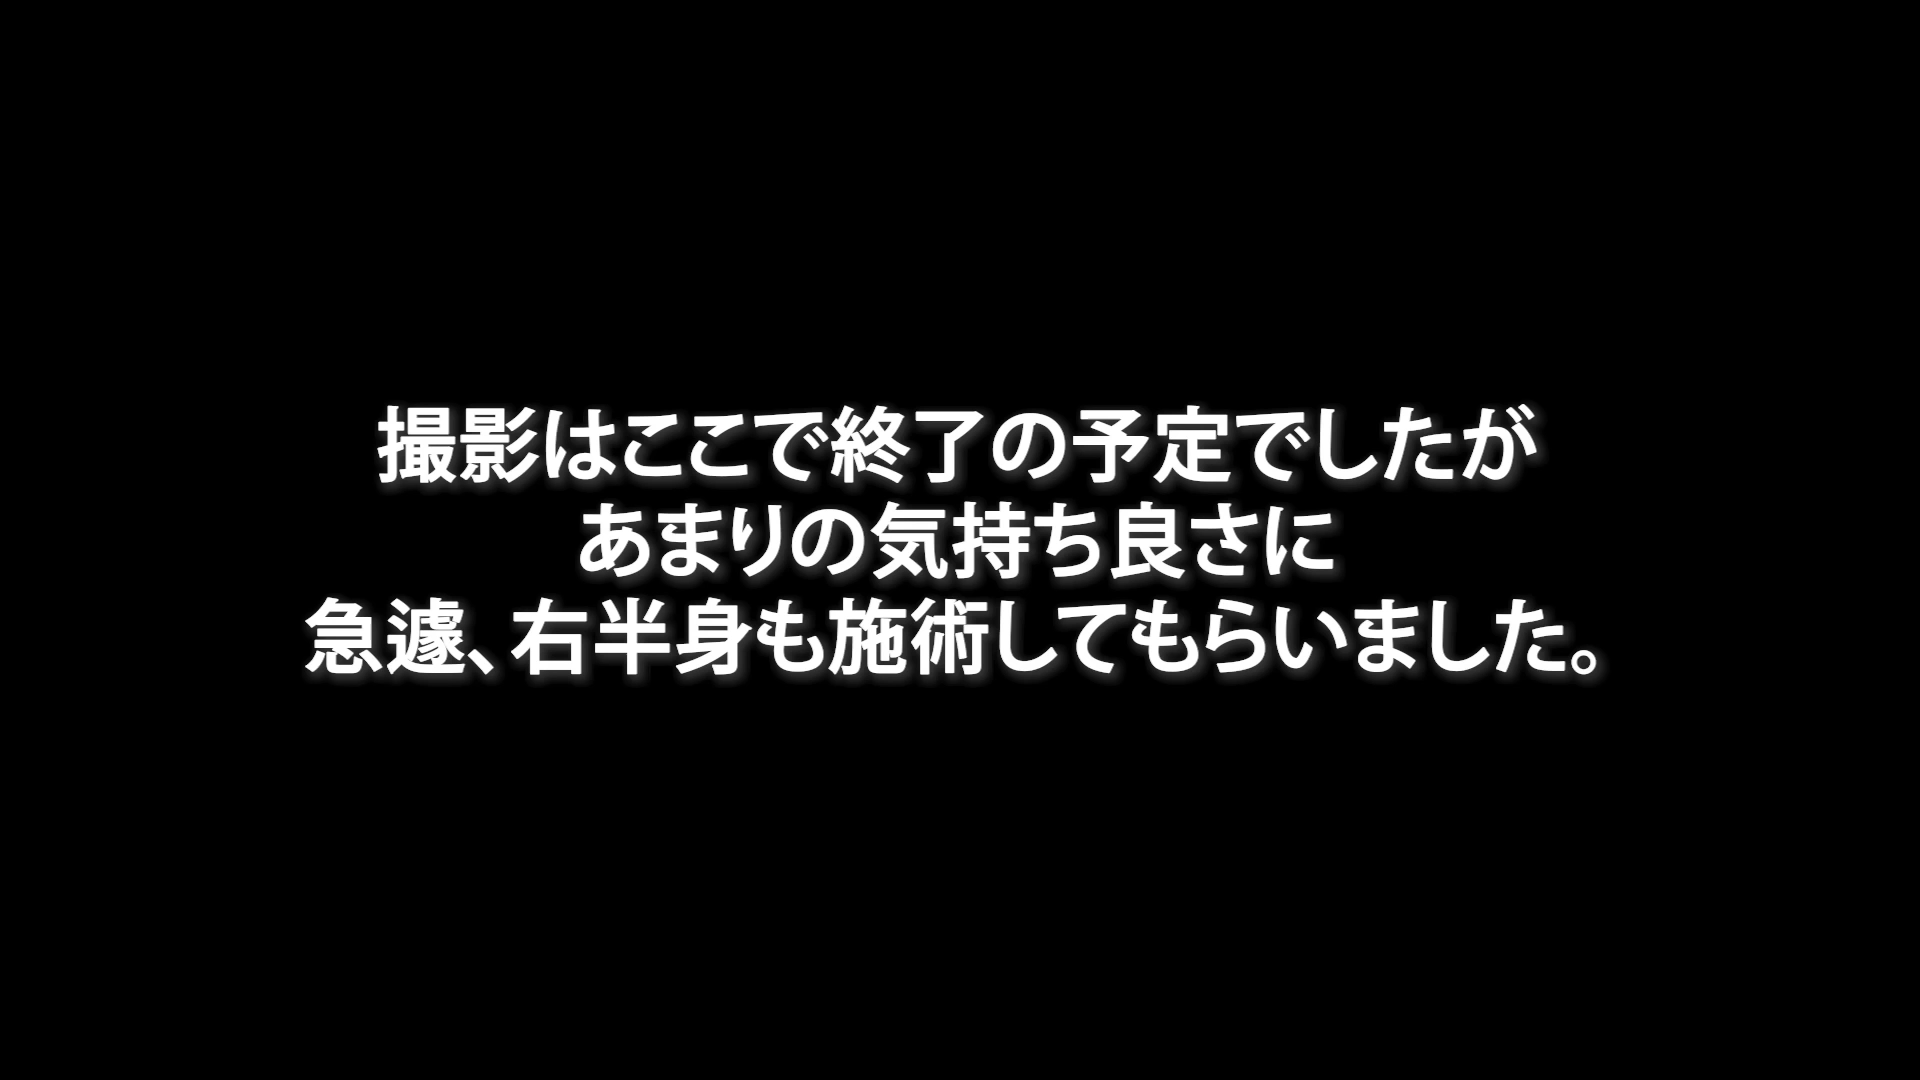 撮影はここで終了の予定でしたが
あまりの気持ち良さに
急遽、右半身も施術してもらいました。